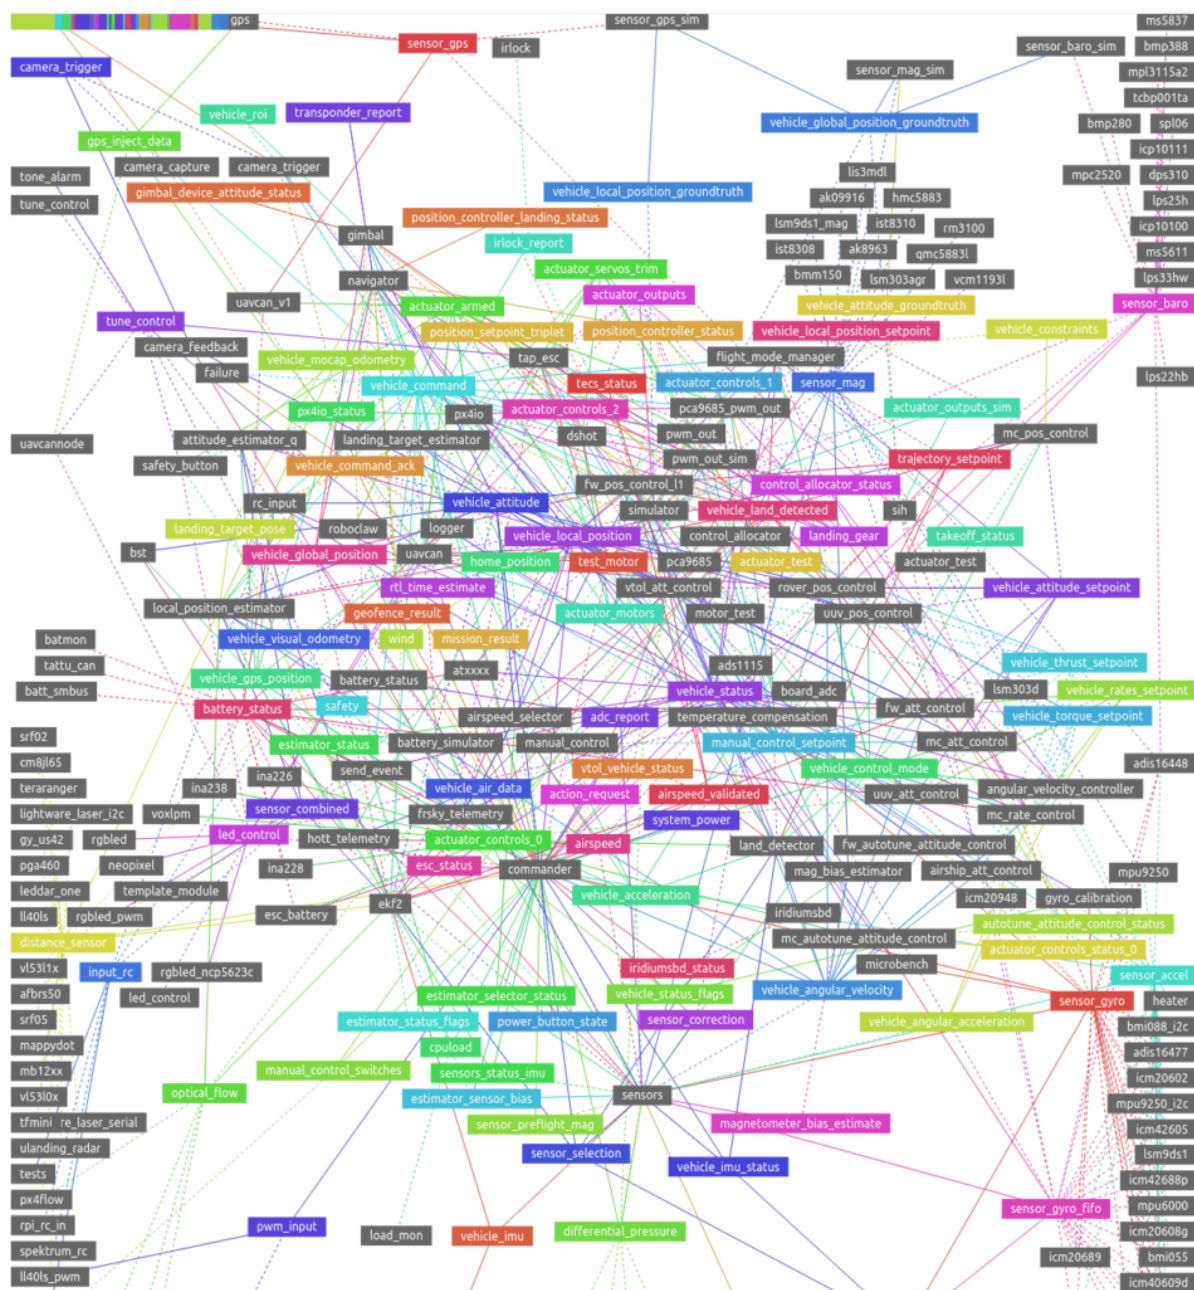 gps
sensor_gps_sim
ms5837
sensor_gps
irlock
sensor_baro_sim
bmp388
camera_trigger
sensor_mag_sim
mpl3115a2
tcbp001ta
vehicle_roi
transponder_report
vehicle_global_position_groundtruth
bmp280
spl06
gps_inject_data
icp10111
camera_capture
camera_trigger
lis3mdl
mpc2520
dps310
tone_alarm
gimbal_device_attitude_status
vehicle_local_position_groundtruth
ak09916
hmc5883
lps25h
tune_control
position_controller_landing_status
lsm9ds1_mag
ist8310
rm3100
icp10100
gimbal
irlock_report
ist8308
ak8963
qmc5883l
ms5611
actuator_servos_trim
bmm150
lsm303agr
vcm1193l
lps33hw
navigator
actuator_outputs
uavcan_v1
actuator_armed
vehicle_attitude_groundtruth
sensor_baro
tune_control
position_setpoint_triplet
position_controller_status
vehicle_local_position_setpoint
vehicle_constraints
camera_feedback
vehicle_mocap_odometry
tap_esc
flight_mode_manager
failure
vehicle_command
tecs_status
actuator_controls_1
sensor_mag
lps22hb
px4io_status
px4io
actuator_controls_2
pca9685_pwm_out
actuator_outputs_sim
uavcannode
attitude_estimator_q
landing_target_estimator
dshot
pwm_out
mc_pos_control
safety_button
vehicle_command_ack
pwm_out_sim
trajectory_setpoint
rc_input
vehicle_attitude
fw_pos_control_l1
control_allocator_status
landing_target_pose
roboclaw
logger
simulator
vehicle_land_detected
sih
bst
vehicle_global_position
uavcan
vehicle_local_position
control_allocator
landing_gear
takeoff_status
home_position
test_motor
pca9685
actuator_test
actuator_test
rtl_time_estimate
vtol_att_control
rover_pos_control
vehicle_attitude_setpoint
local_position_estimator
geofence_result
actuator_motors
motor_test
uuv_pos_control
batmon
vehicle_visual_odometry
wind
mission_result
tattu_can
vehicle_gps_position
battery_status
atxxxx
ads1115
vehicle_thrust_setpoint
batt_smbus
vehicle_status
board_adc
lsm303d
vehicle_rates_setpoint
battery_status
safety
airspeed_selector
adc_report
temperature_compensation
fw_att_control
vehicle_torque_setpoint
srf02
estimator_status
battery_simulator
manual_control
manual_control_setpoint
mc_att_control
cm8jl65
ina226
send_event
vtol_vehicle_status
vehicle_control_mode
adis16448
teraranger
ina238
vehicle_air_data
action_request
airspeed_validated
uuv_att_control
angular_velocity_controller
lightware_laser_i2c
voxlpm
sensor_combined
frsky_telemetry
system_power
mc_rate_control
gy_us42
rgbled
led_control
hott_telemetry
actuator_controls_0
airspeed
land_detector
fw_autotune_attitude_control
pga460
neopixel
ina228
esc_status
commander
mag_bias_estimator
airship_att_control
mpu9250
leddar_one
template_module
vehicle_acceleration
icm20948
gyro_calibration
ll40ls
rgbled_pwm
esc_battery
ekf2
iridiumsbd
autotune_attitude_control_status
distance_sensor
mc_autotune_attitude_control
actuator_controls_status_0
vl53l1x
input_rc
rgbled_ncp5623c
iridiumsbd_status
microbench
sensor_accel
afbrs50
led_control
estimator_selector_status
vehicle_status_flags
vehicle_angular_velocity
sensor_gyro
heater
srf05
estimator_status_flags
power_button_state
sensor_correction
vehicle_angular_acceleration
bmi088_i2c
mappydot
cpuload
adis16477
mb12xx
manual_control_switches
sensors_status_imu
icm20602
vl53l0x
optical_flow
estimator_sensor_bias
sensors
mpu9250_i2c
tfmini
re_laser_serial
sensor_preflight_mag
magnetometer_bias_estimate
icm42605
ulanding_radar
sensor_selection
vehicle_imu_status
lsm9ds1
tests
icm42688p
px4flow
sensor_gyro_fifo
mpu6000
rpi_rc_in
pwm_input
load_mon
vehicle_imu
differential_pressure
icm20608g
spektrum_rc
icm20689
bmi055
ll40ls_pwm
icm40609d